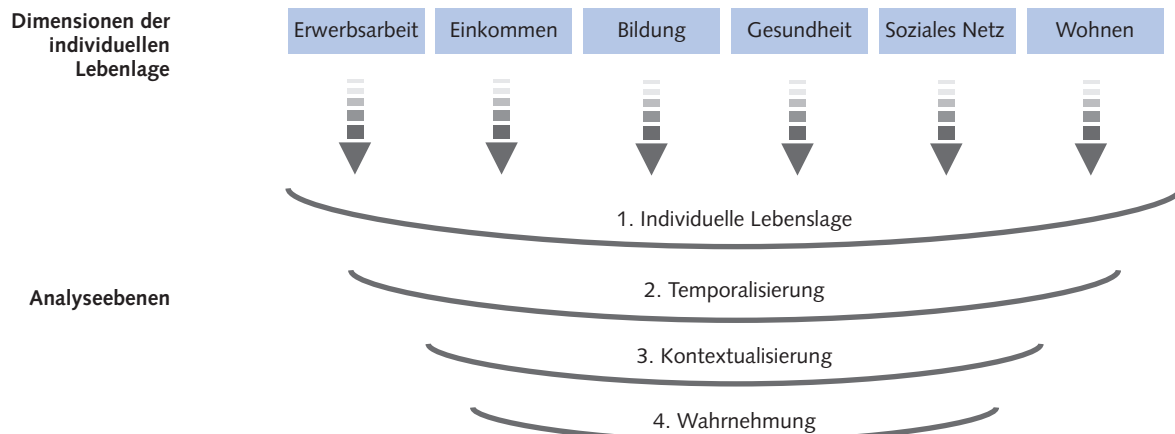 Dimensionen der
individuellen
Lebenlage
Erwerbsarbeit
Einkommen
Bildung
Gesundheit
Soziales Netz
Wohnen
1. Individuelle Lebenslage
Analyseebenen
2. Temporalisierung
3. Kontextualisierung
4. Wahrnehmung